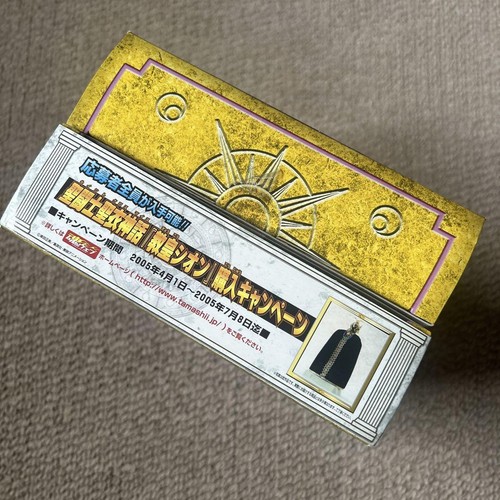 応募者全員が入手可能!!
聖闘士聖衣神話「教皇シオン」購入キャンペーン
■キャンペーン期間 2005年4月1日～2005年7月8日迄■
詳しくは 魂ウェブ ホームページ(http://www.tamashii.jp/)をご覧ください。